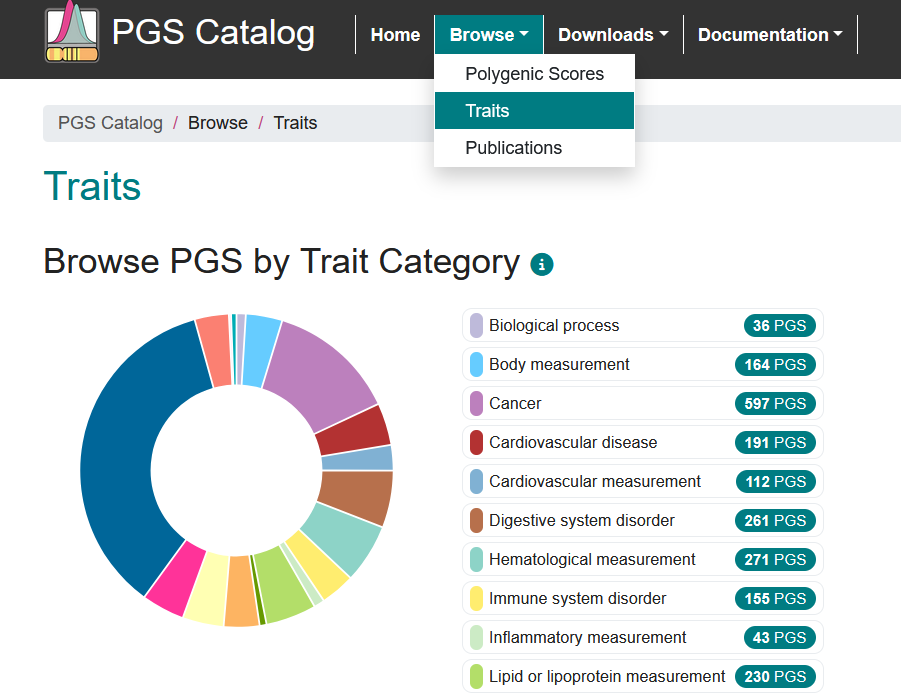 PGS Catalog
Home
Browse
Downloads
Documentation
Polygenic Scores
Traits
Publications
PGS Catalog / Browse / Traits
Traits
Browse PGS by Trait Category
Biological process 36 PGS
Body measurement 164 PGS
Cancer 597 PGS
Cardiovascular disease 191 PGS
Cardiovascular measurement 112 PGS
Digestive system disorder 261 PGS
Hematological measurement 271 PGS
Immune system disorder 155 PGS
Inflammatory measurement 43 PGS
Lipid or lipoprotein measurement 230 PGS